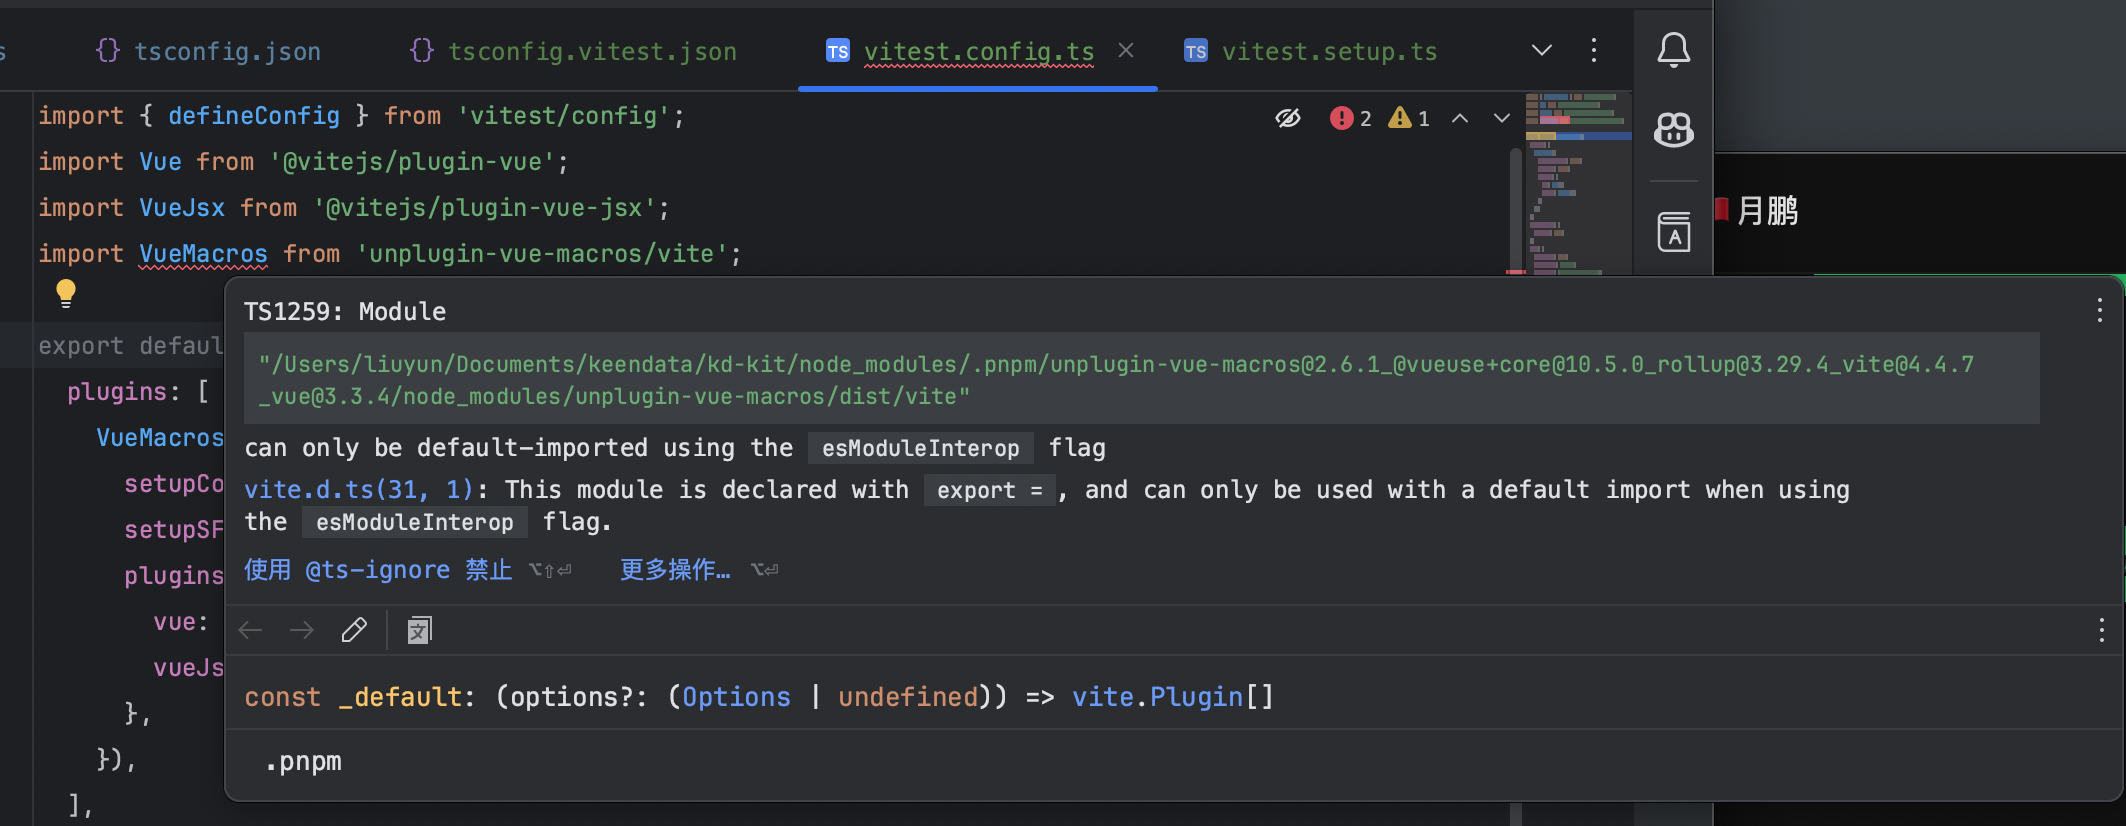 s
{} tsconfig.json
{} tsconfig.vitest.json
TS vitest.config.ts
TS vitest.setup.ts
import { defineConfig } from 'vitest/config';
2 1
import Vue from '@vitejs/plugin-vue';
import VueJsx from '@vitejs/plugin-vue-jsx';
import VueMacros from 'unplugin-vue-macros/vite';
月鹏
A
export defaul
plugins: [
VueMacros
setupCo
setupSF
plugins
vue:
vueJs
},
}),
],
TS1259: Module
"/Users/liuyun/Documents/keendata/kd-kit/node_modules/.pnpm/unplugin-vue-macros@2.6.1_@vueuse+core@10.5.0_rollup@3.29.4_vite@4.4.7
_vue@3.3.4/node_modules/unplugin-vue-macros/dist/vite"
can only be default-imported using the esModuleInterop flag
vite.d.ts(31, 1): This module is declared with export = , and can only be used with a default import when using
the esModuleInterop flag.
使用 @ts-ignore 禁止 ⌥⇧⏎ 更多操作… ⌥⏎
文
const _default: (options?: (Options | undefined)) => vite.Plugin[]
.pnpm